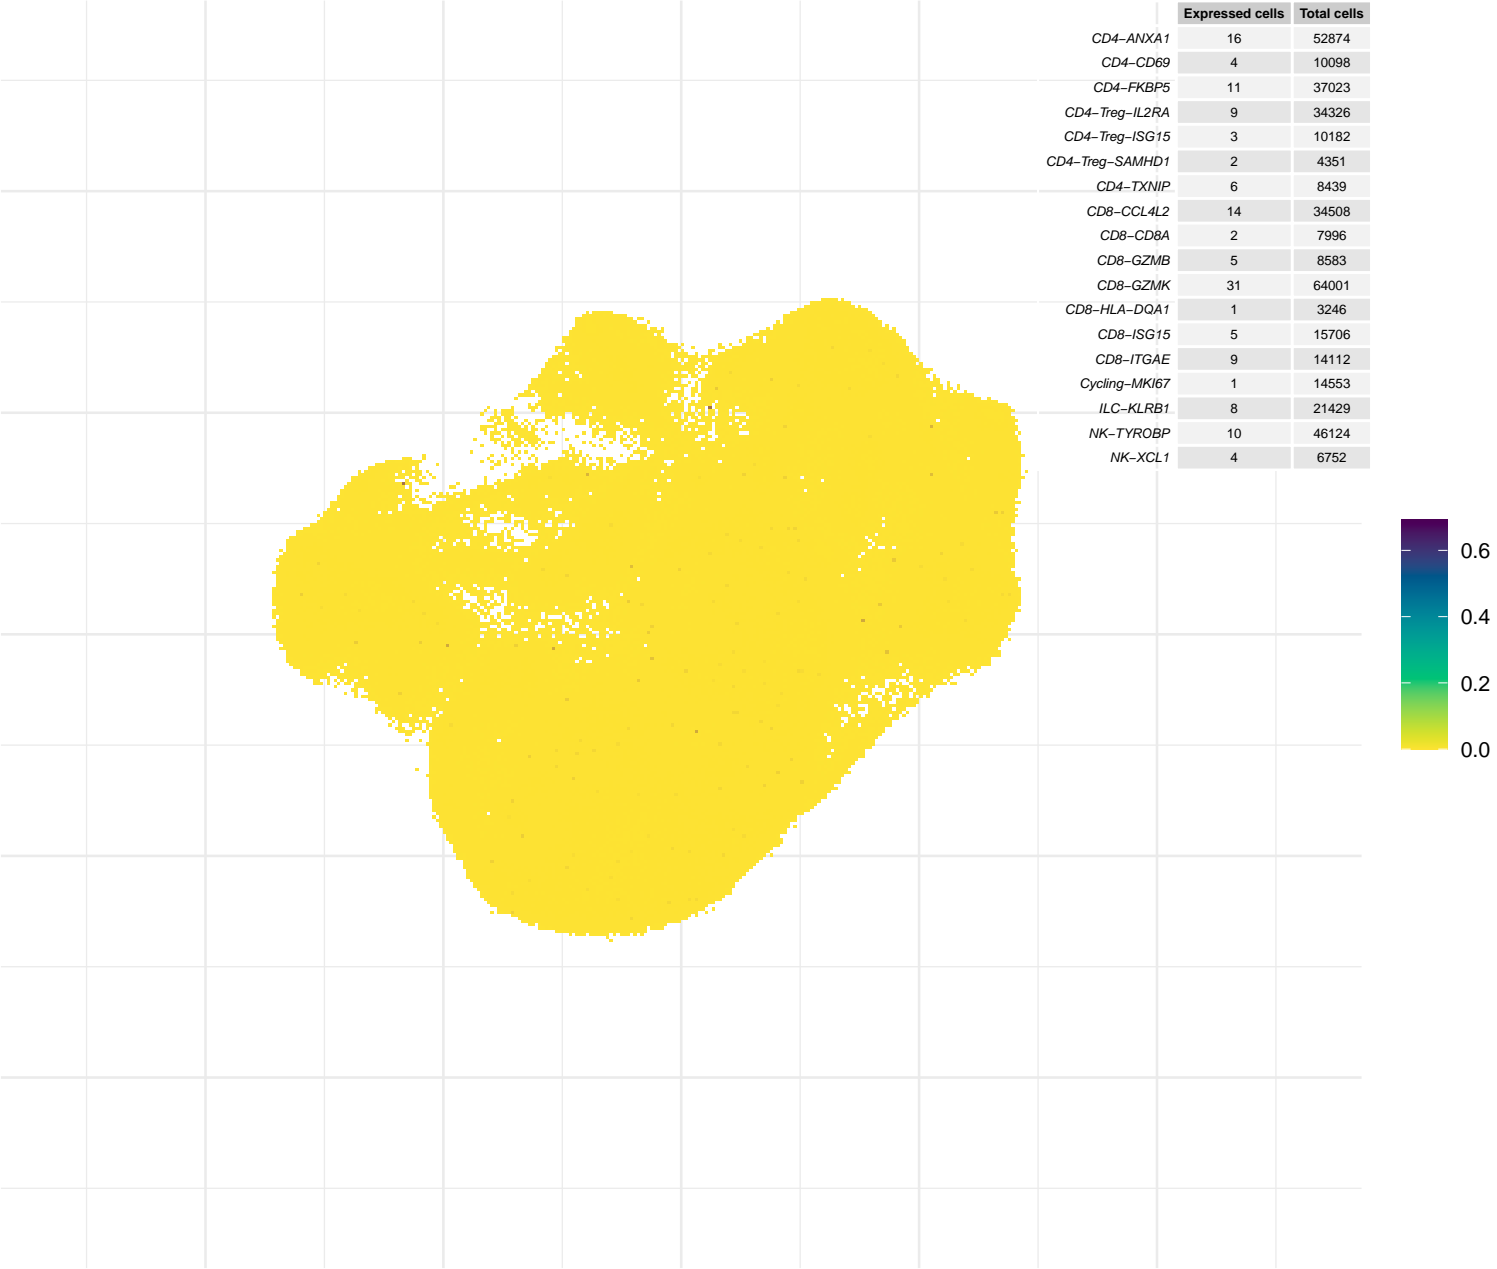 Expressed cells Total cells
CD4−ANXA1 16 52874
CD4−CD69 4 10098
CD4−FKBP5 11 37023
CD4−Treg−IL2RA 9 34326
CD4−Treg−ISG15 3 10182
CD4−Treg−SAMHD1 2 4351
CD4−TXNIP 6 8439
CD8−CCL4L2 14 34508
CD8−CD8A 2 7996
CD8−GZMB 5 8583
CD8−GZMK 31 64001
CD8−HLA−DQA1 1 3246
CD8−ISG15 5 15706
CD8−ITGAE 9 14112
Cycling−MKI67 1 14553
ILC−KLRB1 8 21429
NK−TYROBP 10 46124
NK−XCL1 4 6752
0.6
0.4
0.2
0.0